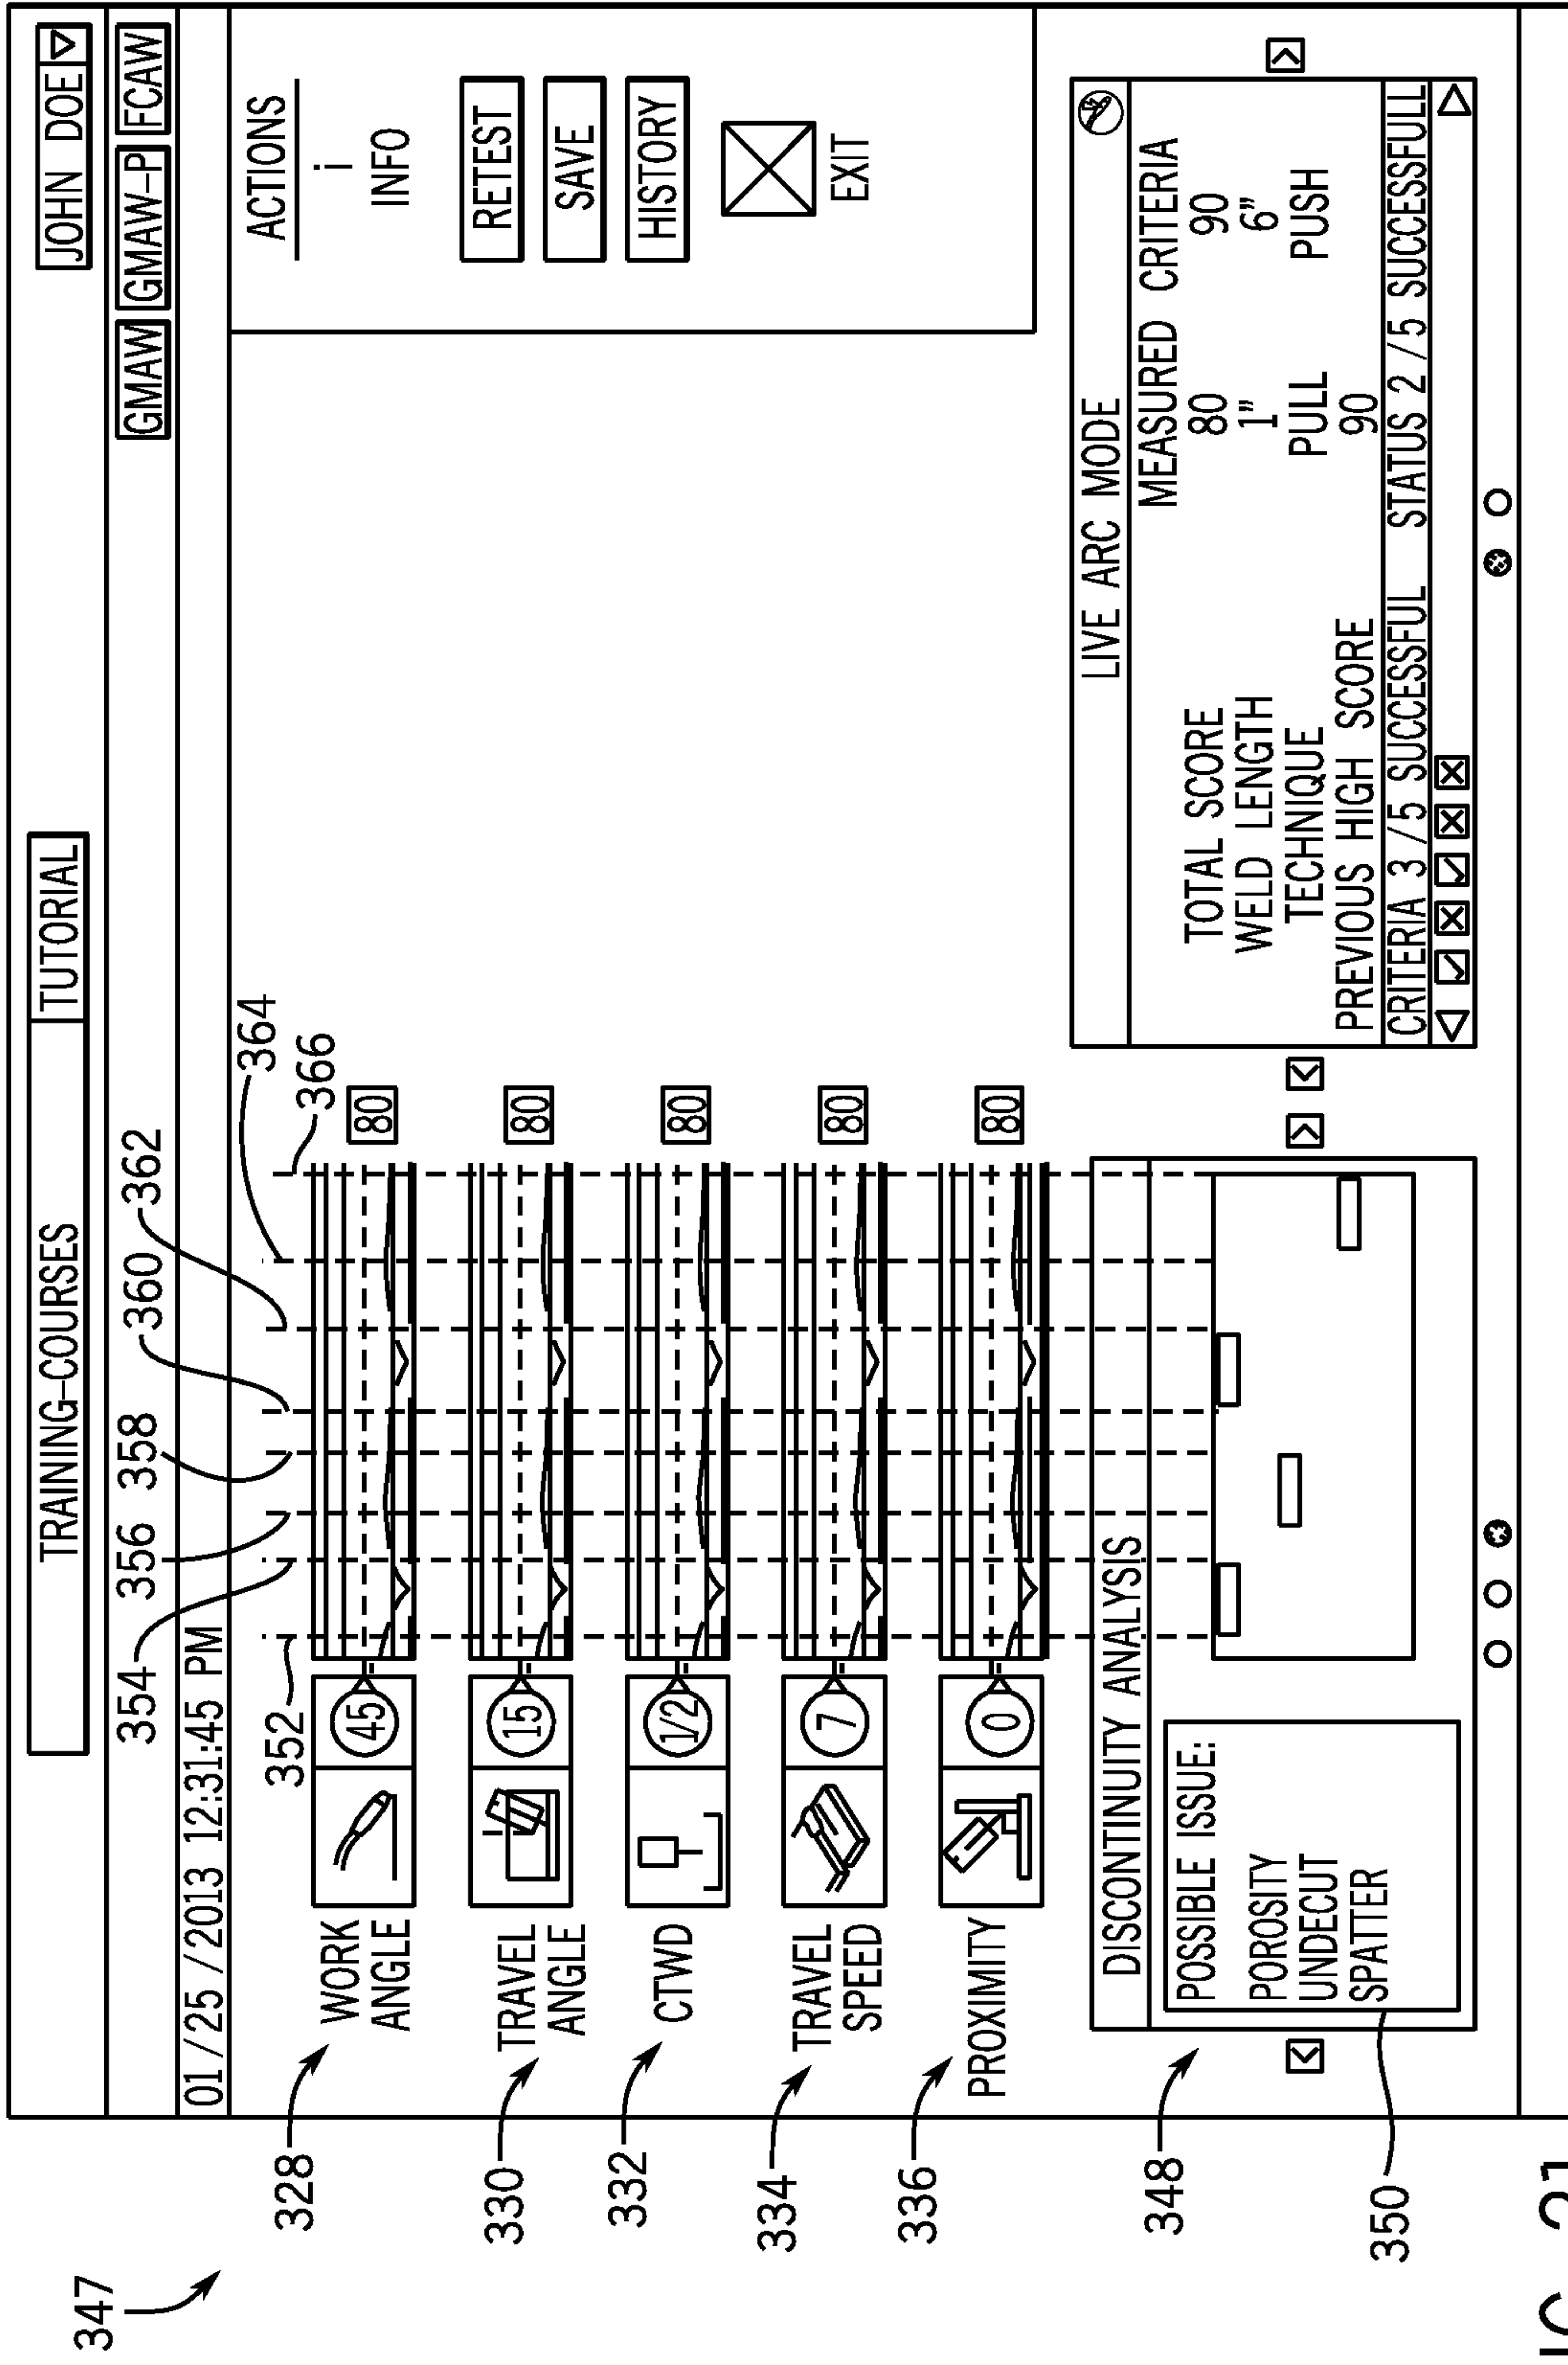 347
TRAINING-COURSES
TUTORIAL
JOHN DOE
GMAW
GMAW-P
FCAW
01/25/2013 12:31:45 PM
352
354
356
358
360
362
364
366
328
WORK
ANGLE
45
80
330
TRAVEL
ANGLE
15
80
332
CTWD
1/2
80
334
TRAVEL
SPEED
7
80
336
PROXIMITY
0
80
ACTIONS
i
INFO
RETEST
SAVE
HISTORY
EXIT
348
DISCONTINUITY ANALYSIS
POSSIBLE ISSUE:
POROSITY
UNDECUT
SPATTER
350
LIVE ARC MODE
MEASURED CRITERIA
TOTAL SCORE 80 90
WELD LENGTH 1" 6"
TECHNIQUE PULL PUSH
PREVIOUS HIGH SCORE 90
CRITERIA 3/5 SUCCESSFUL STATUS 2/5 SUCCESSFULL